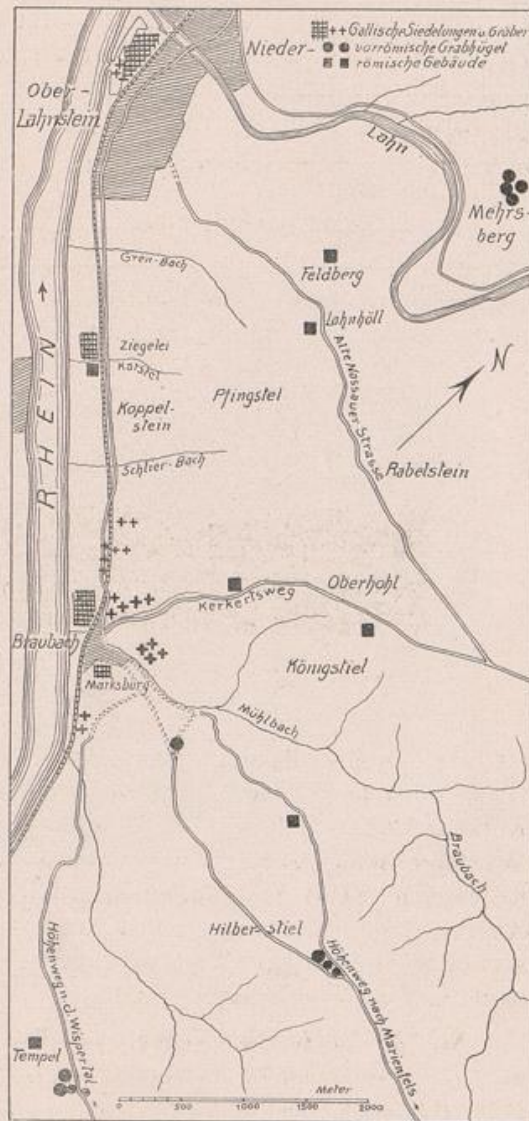 ++ Gallische Siedelungen u. Gräber
vorrömische Grabhügel
römische Gebäude
Nieder-
Ober-
Lahnstein
Lahn
Mehrs-
berg
Gren-Bach
Feldberg
Lahnhöll
Ziegelei
Koppel-
stein
Pfingstel
Alte Nassauer Strasse
N
RHEIN
Schlier-Bach
Rabelstein
Oberhohl
Kerkertsweg
Braubach
Marksburg
Königstiel
Mühlbach
Braubach
Hilber-stiel
Höhenweg n. d. Wispertal
Höhenweg nach Marienfels
Tempel
Meter
0 500 1000 2000